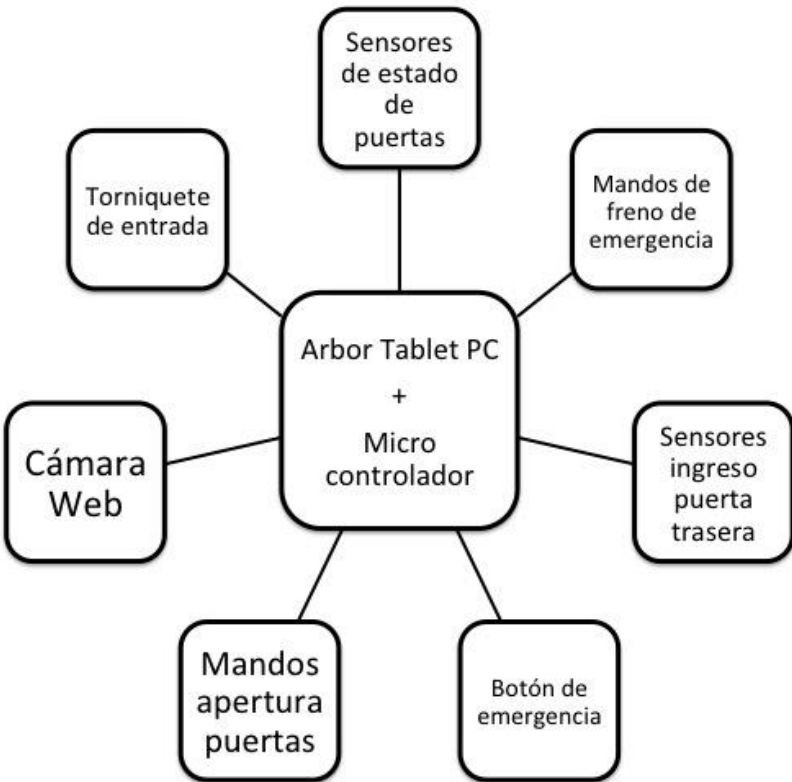 Sensores
de estado
de
puertas
Torniquete
de entrada
Mandos de
freno de
emergencia
Arbor Tablet PC
+
Micro
controlador
Cámara
Web
Sensores
ingreso
puerta
trasera
Mandos
apertura
puertas
Botón de
emergencia